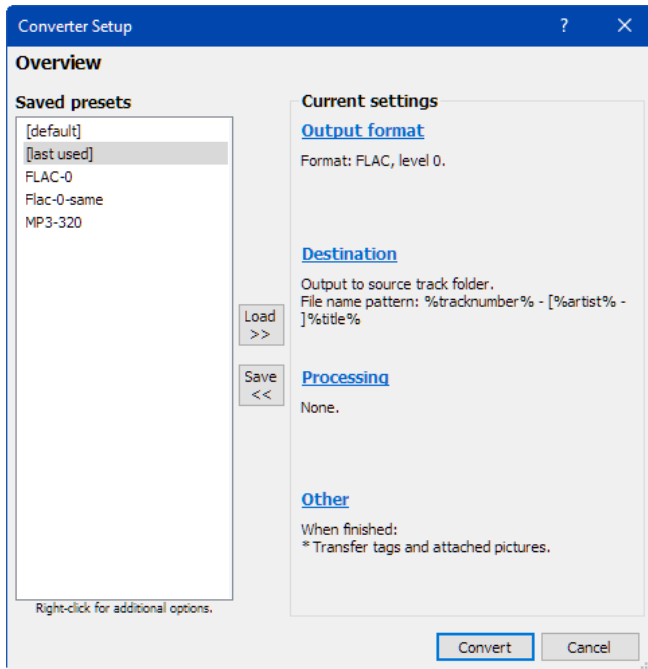 Converter Setup
?
Overview
Saved presets
[default]
[last used]
FLAC-0
Flac-0-same
MP3-320
Right-click for additional options.
Load
>>
Save
<<
Current settings
Output format
Format: FLAC, level 0.
Destination
Output to source track folder.
File name pattern: %tracknumber% - [%artist% -
]%title%
Processing
None.
Other
When finished:
* Transfer tags and attached pictures.
Convert
Cancel